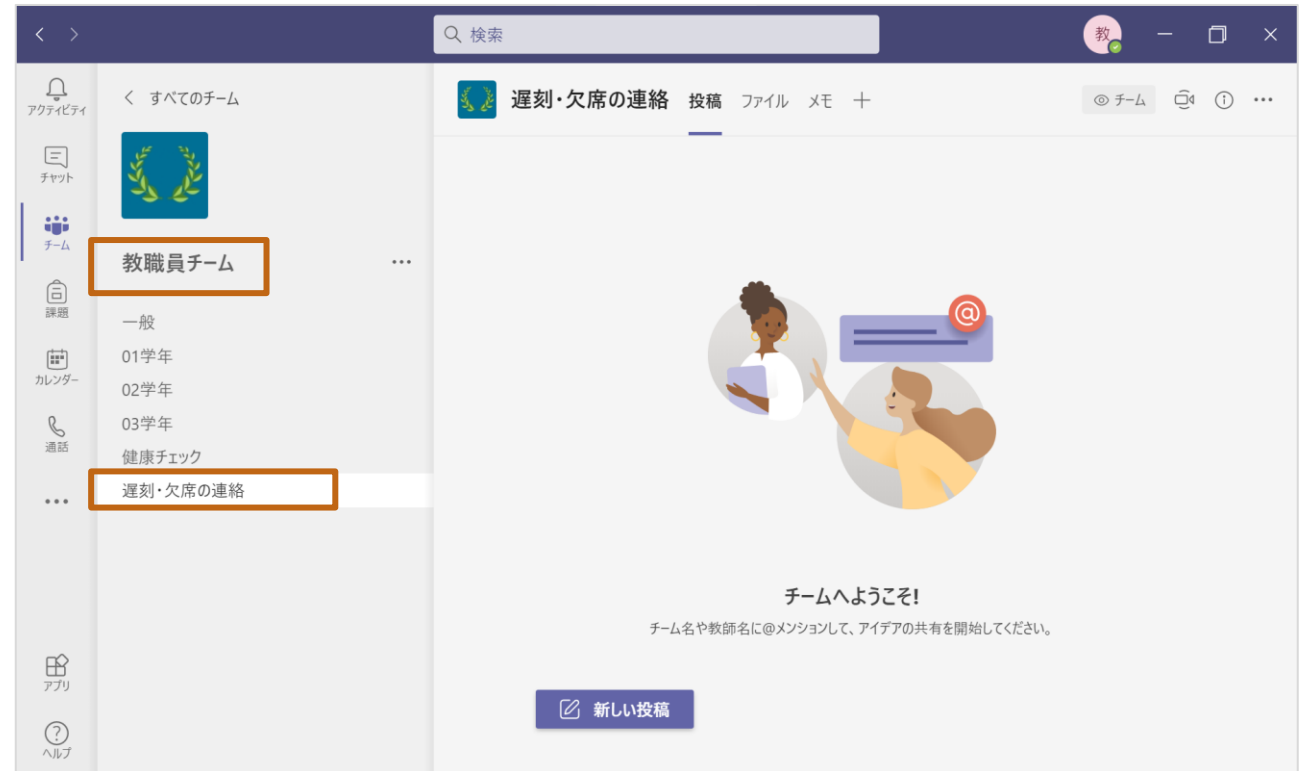 検索
教
アクティビティ
チャット
チーム
課題
カレンダー
通話
アプリ
ヘルプ
すべてのチーム
教職員チーム
一般
01学年
02学年
03学年
健康チェック
遅刻・欠席の連絡
遅刻・欠席の連絡 投稿 ファイル メモ
チーム
@
チームへようこそ!
チーム名や教師名に@メンションして、アイデアの共有を開始してください。
新しい投稿